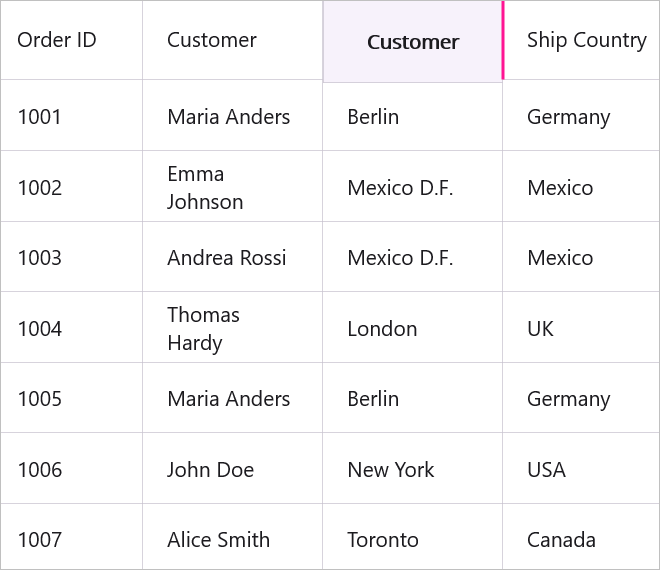 Order ID Customer Customer Ship Country
1001 Maria Anders Berlin Germany
1002 Emma Johnson Mexico D.F. Mexico
1003 Andrea Rossi Mexico D.F. Mexico
1004 Thomas Hardy London UK
1005 Maria Anders Berlin Germany
1006 John Doe New York USA
1007 Alice Smith Toronto Canada